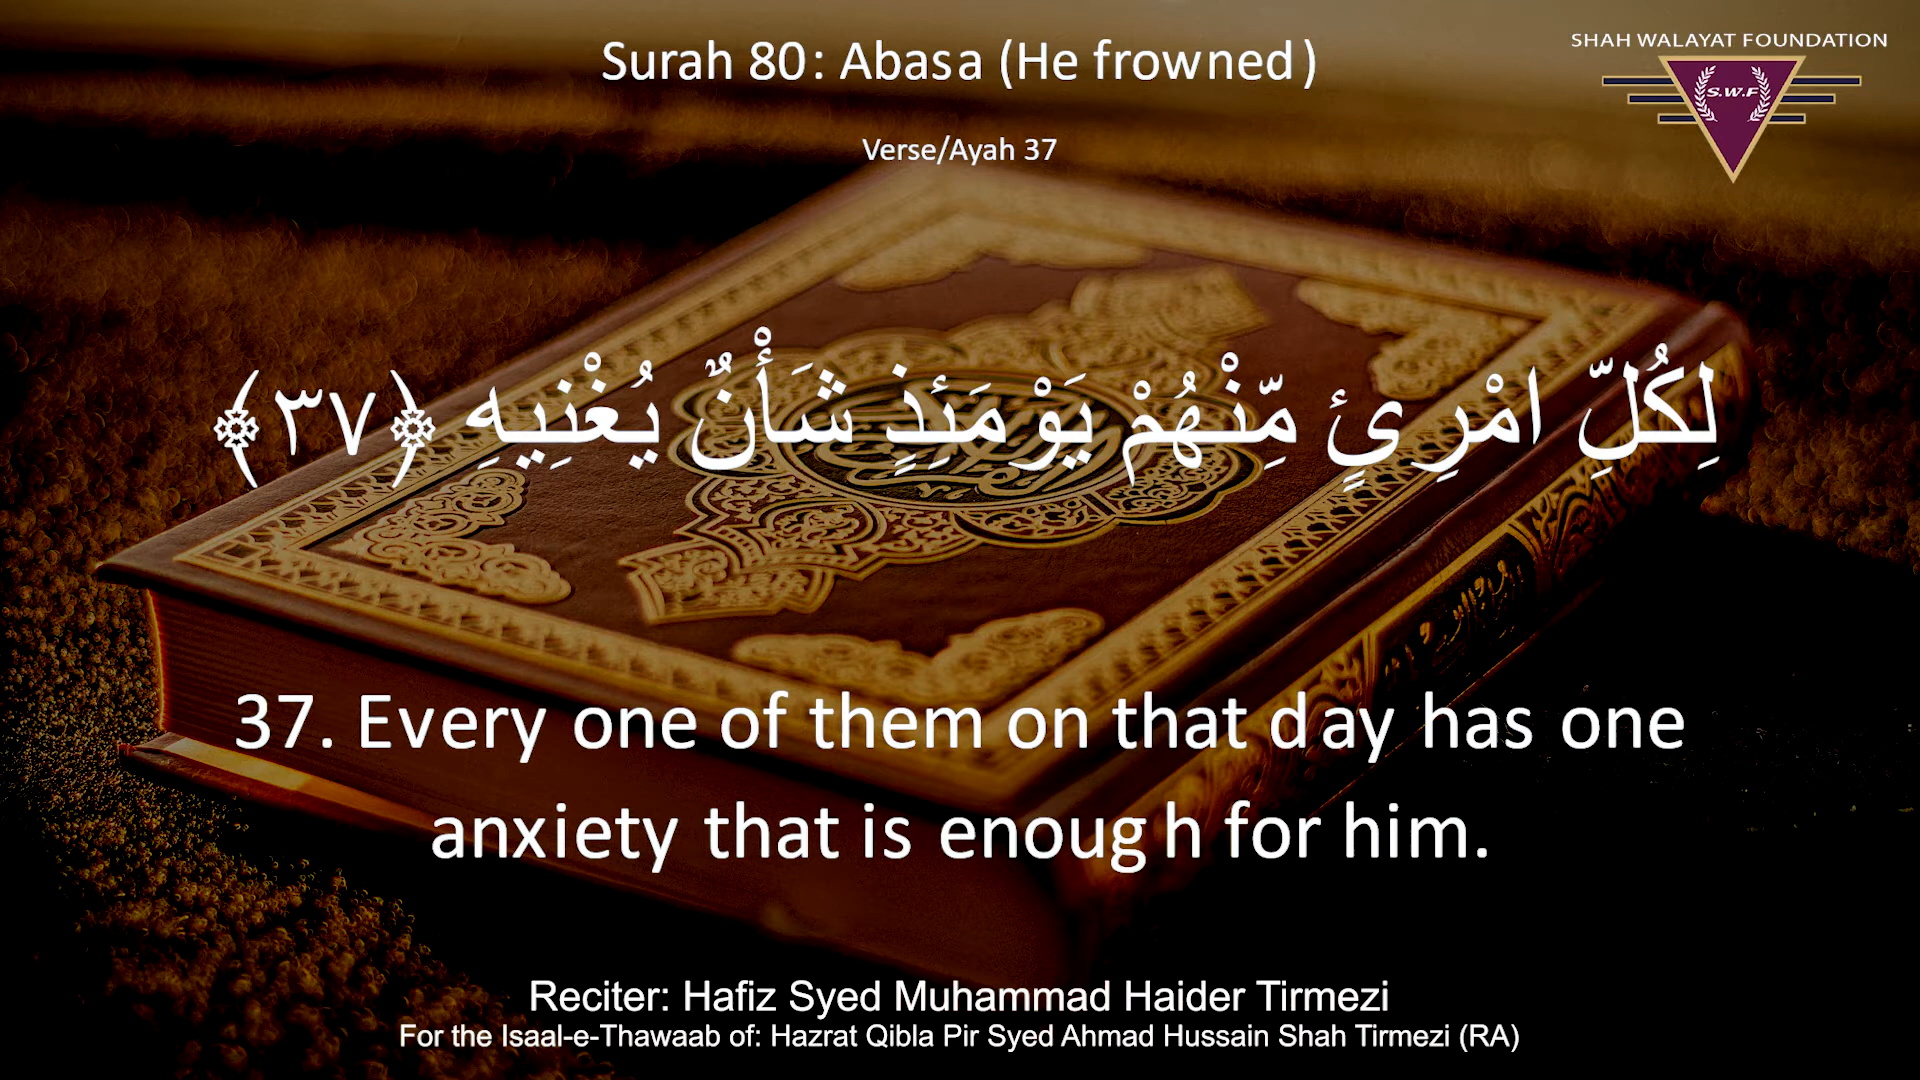 Surah 80: Abasa (He frowned)
SHAH WALAYAT FOUNDATION
S.W.F
Verse/Ayah 37
لِكُلِّ امْرِئٍ مِّنْهُمْ يَوْمَئِذٍ شَأْنٌ يُغْنِيهِ ﴿٣٧﴾
37. Every one of them on that day has one
anxiety that is enough for him.
Reciter: Hafiz Syed Muhammad Haider Tirmezi
For the Isaal-e-Thawaab of: Hazrat Qibla Pir Syed Ahmad Hussain Shah Tirmezi (RA)